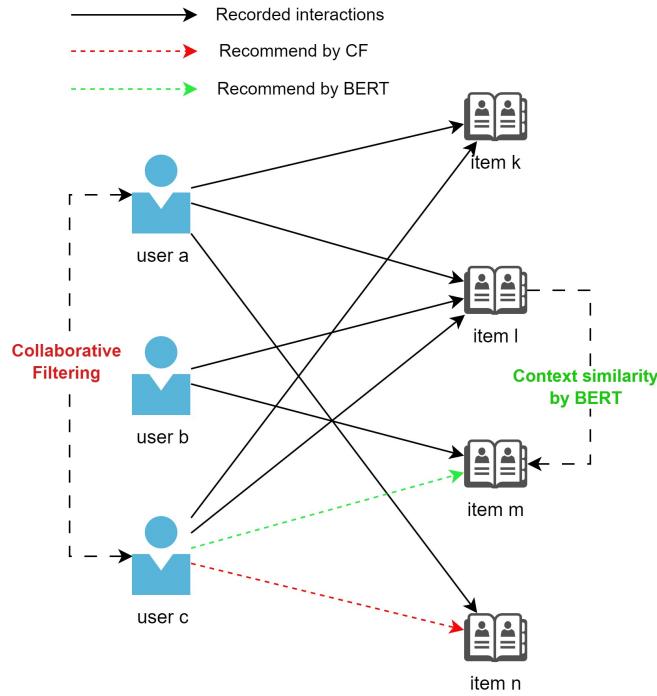 Recorded interactions
Recommend by CF
Recommend by BERT
item k
user a
item l
Collaborative
Filtering
Context similarity
by BERT
user b
item m
user c
item n